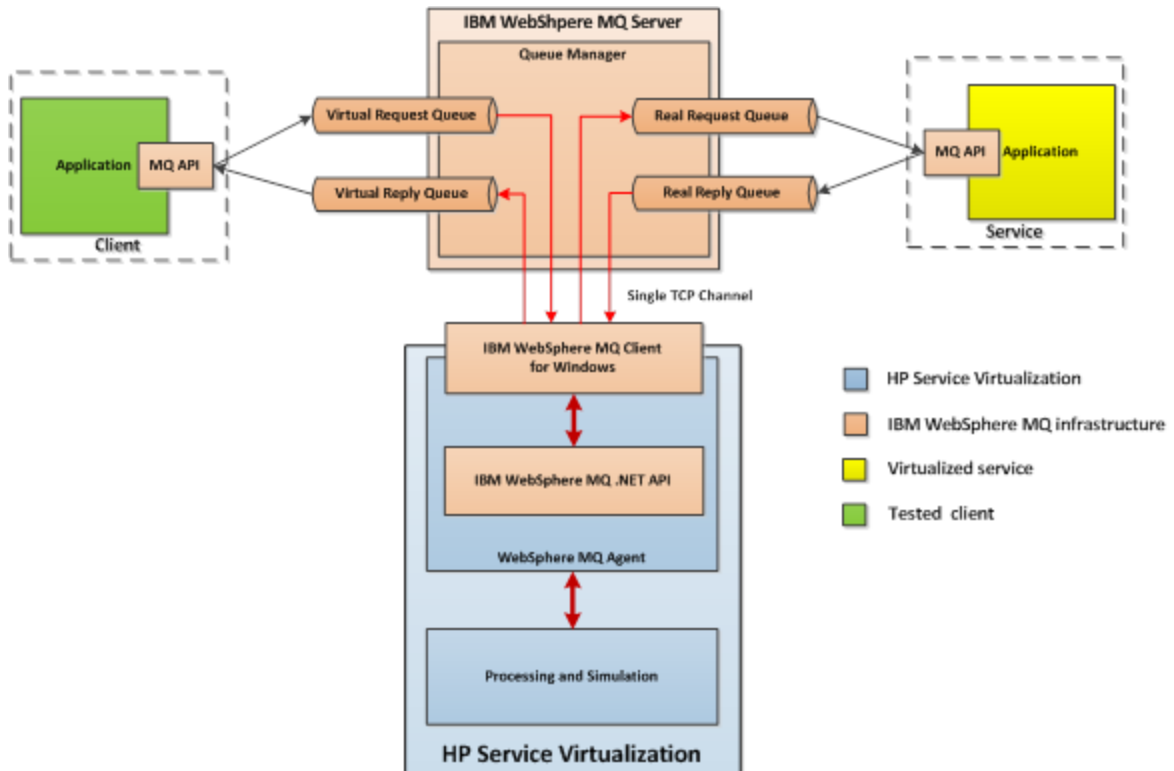 IBM WebShpere MQ Server
Queue Manager
Virtual Request Queue
Real Request Queue
Application
MQ API
MQ API
Application
Virtual Reply Queue
Real Reply Queue
Client
Service
Single TCP Channel
IBM WebSphere MQ Client
for Windows
HP Service Virtualization
IBM WebSphere MQ infrastructure
Virtualized service
Tested client
IBM WebSphere MQ .NET API
WebSphere MQ Agent
Processing and Simulation
HP Service Virtualization